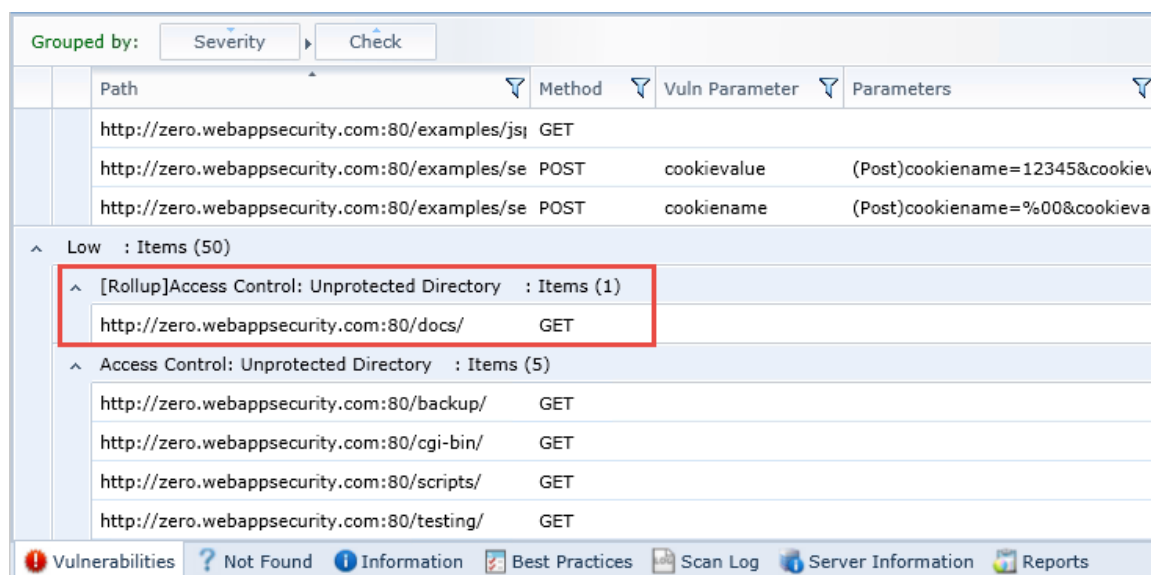 Grouped by: Severity Check
Path Method Vuln Parameter Parameters
http://zero.webappsecurity.com:80/examples/jsp GET
http://zero.webappsecurity.com:80/examples/se POST cookievalue (Post)cookiename=12345&cookiev
http://zero.webappsecurity.com:80/examples/se POST cookiename (Post)cookiename=%00&cookieva
Low : Items (50)
[Rollup]Access Control: Unprotected Directory : Items (1)
http://zero.webappsecurity.com:80/docs/ GET
Access Control: Unprotected Directory : Items (5)
http://zero.webappsecurity.com:80/backup/ GET
http://zero.webappsecurity.com:80/cgi-bin/ GET
http://zero.webappsecurity.com:80/scripts/ GET
http://zero.webappsecurity.com:80/testing/ GET
Vulnerabilities Not Found Information Best Practices Scan Log Server Information Reports